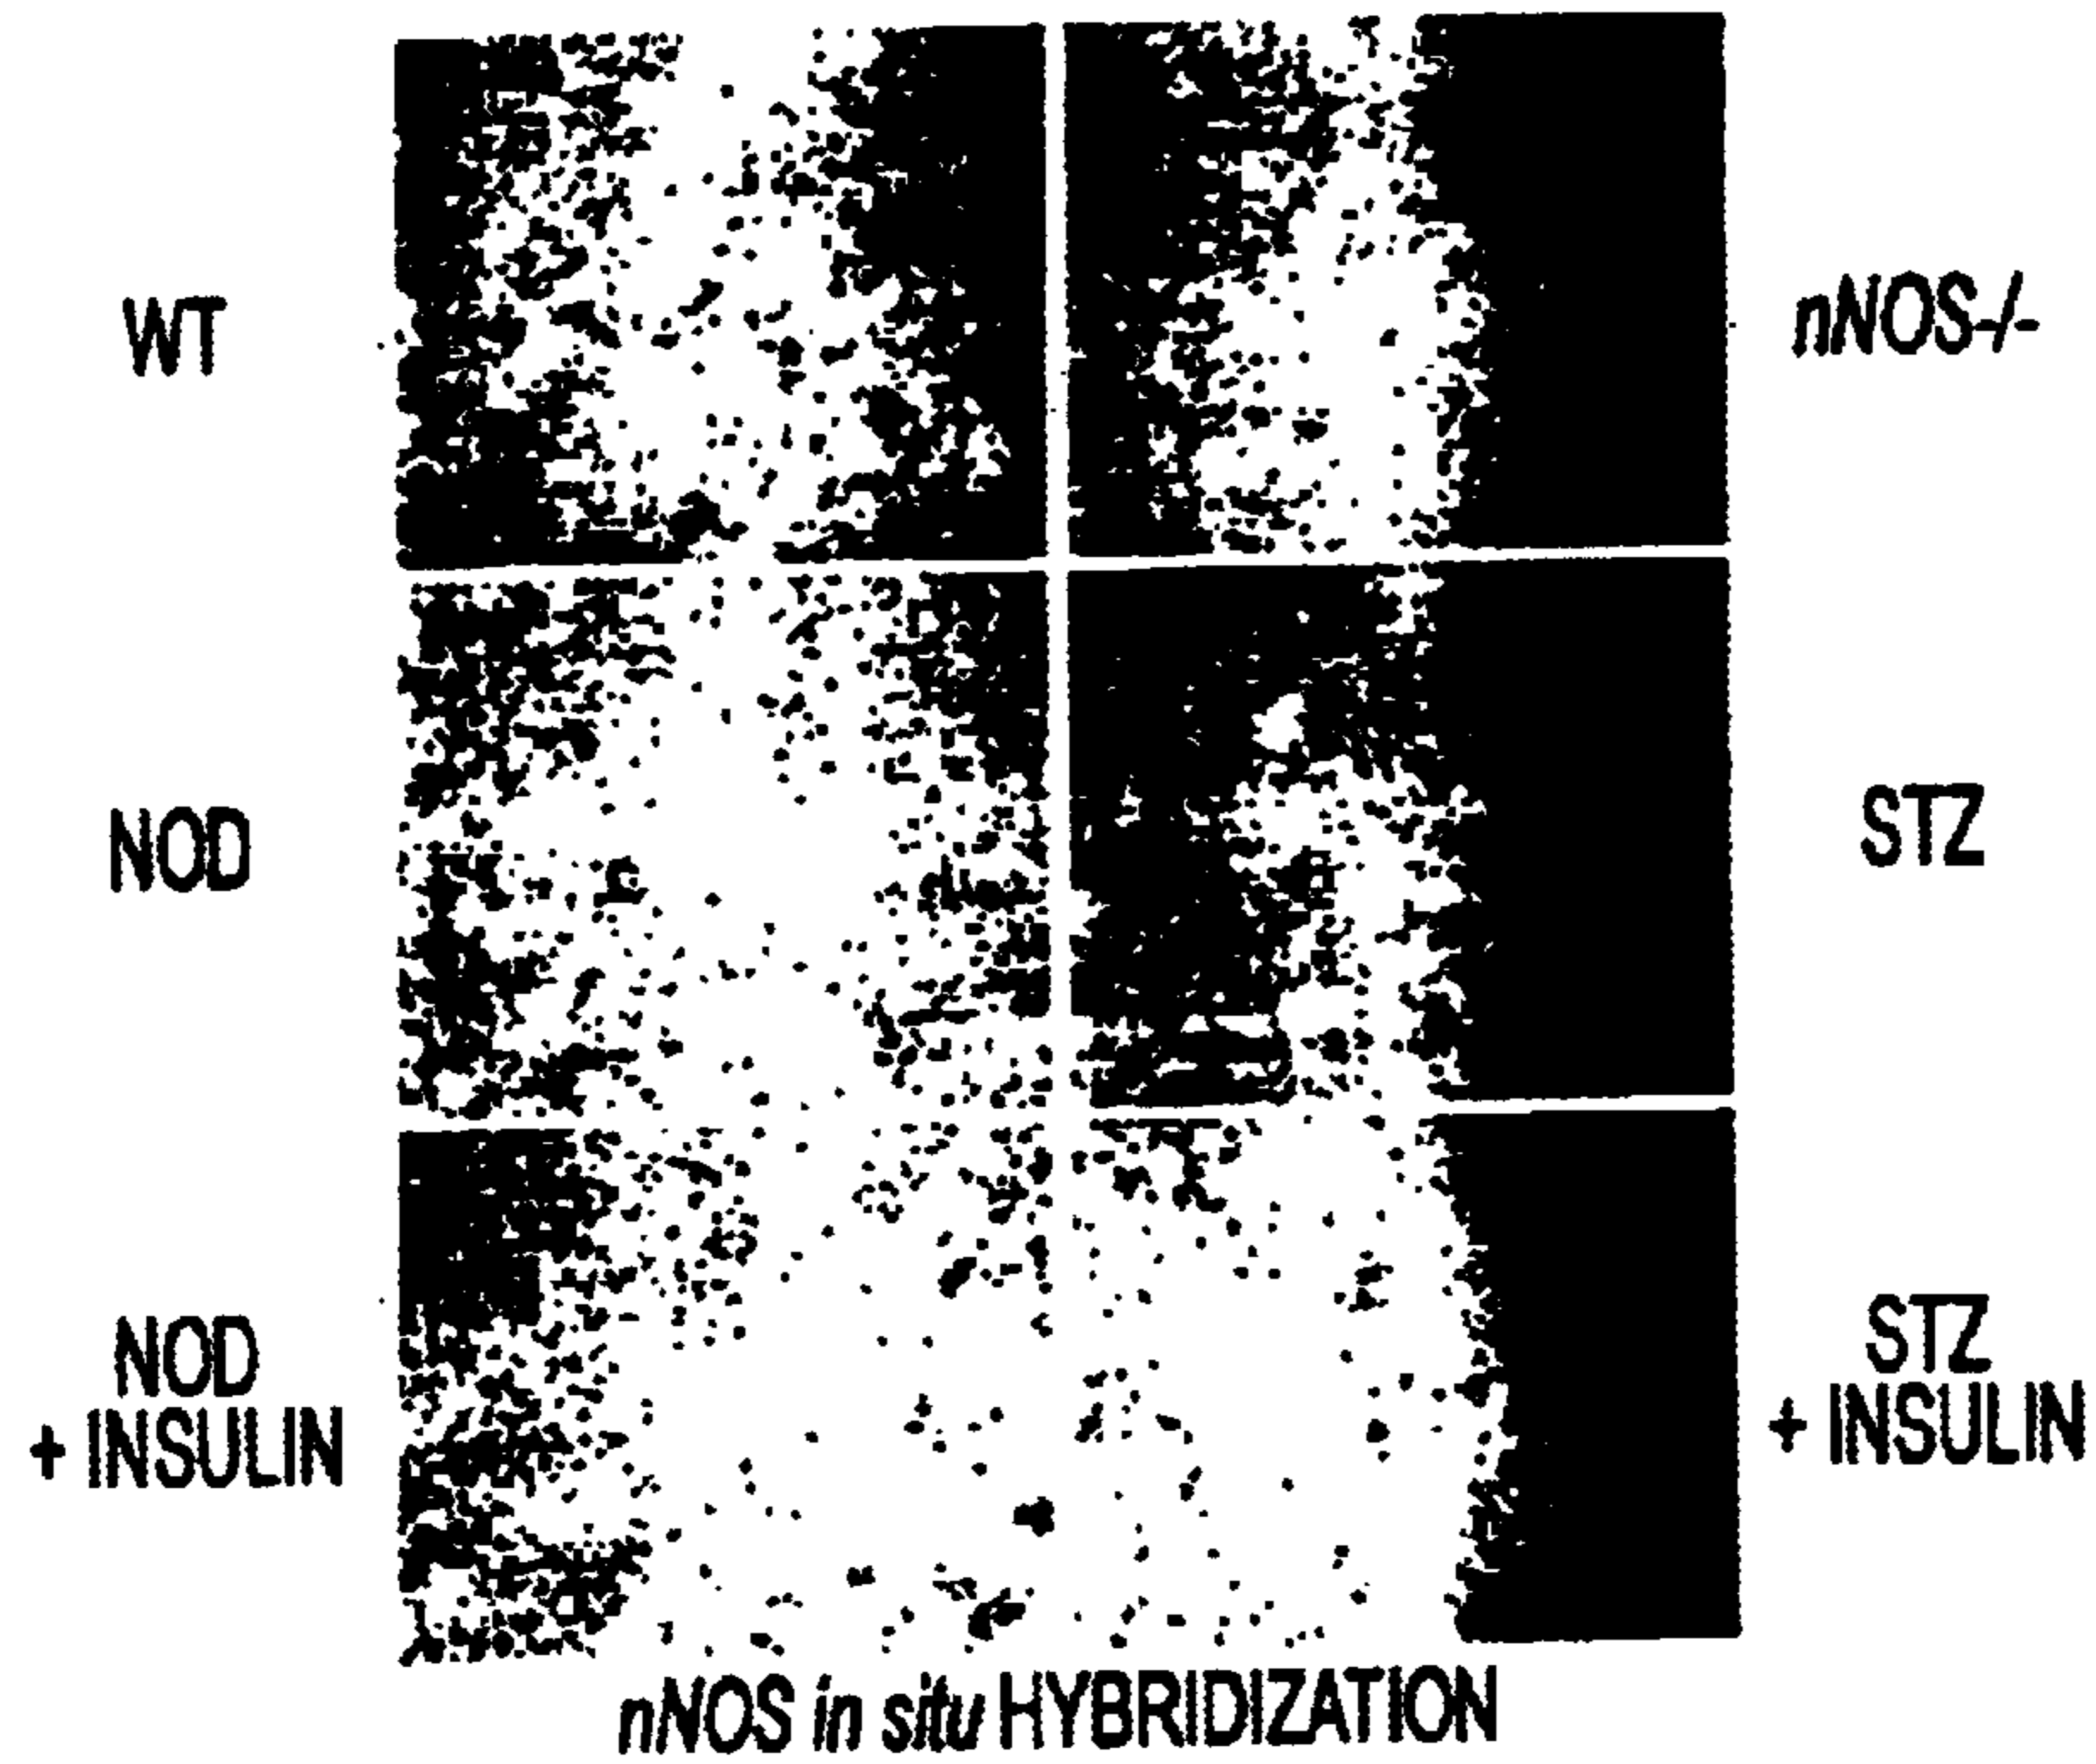 WT
nNOS-/-
NOD
STZ
NOD
+ INSULIN
STZ
+ INSULIN
nNOS in situ HYBRIDIZATION